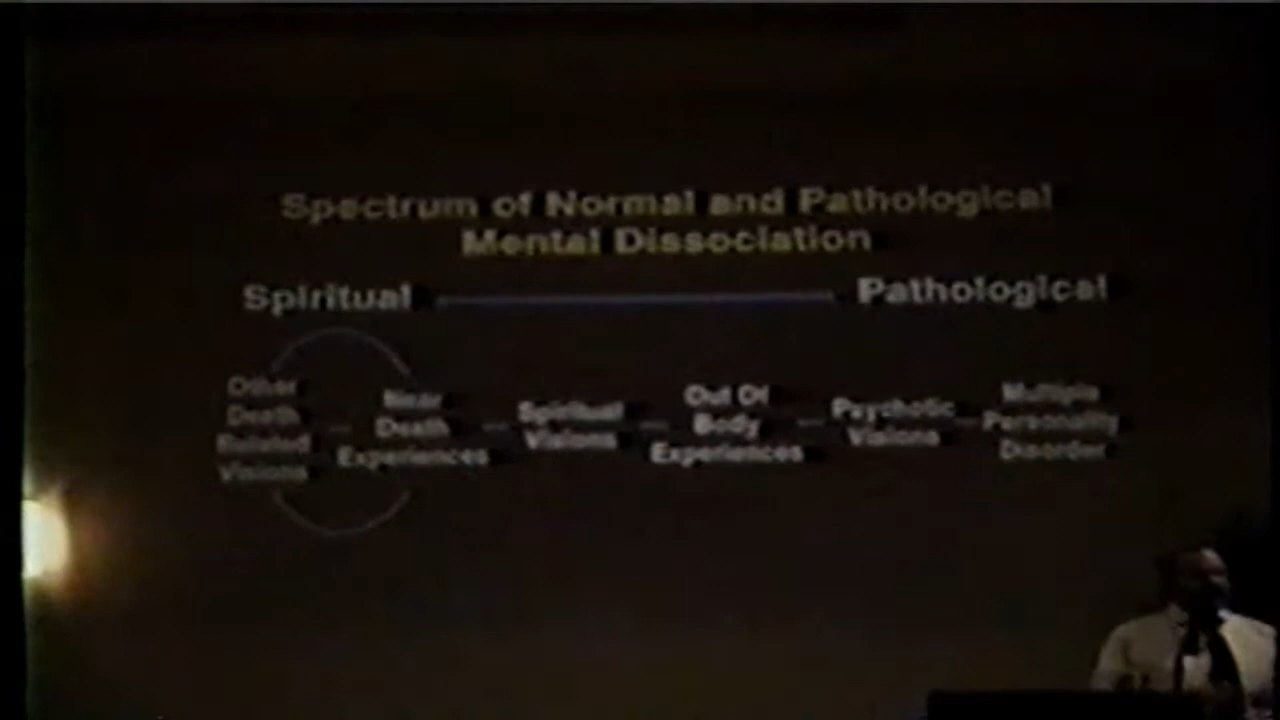 Spectrum of Normal and Pathological
Mental Dissociation
Spiritual
Pathological
Other
Death
Related
Visions
Near
Death
Experiences
Spiritual
Visions
Out Of
Body
Experiences
Psychotic
Visions
Multiple
Personality
Disorder